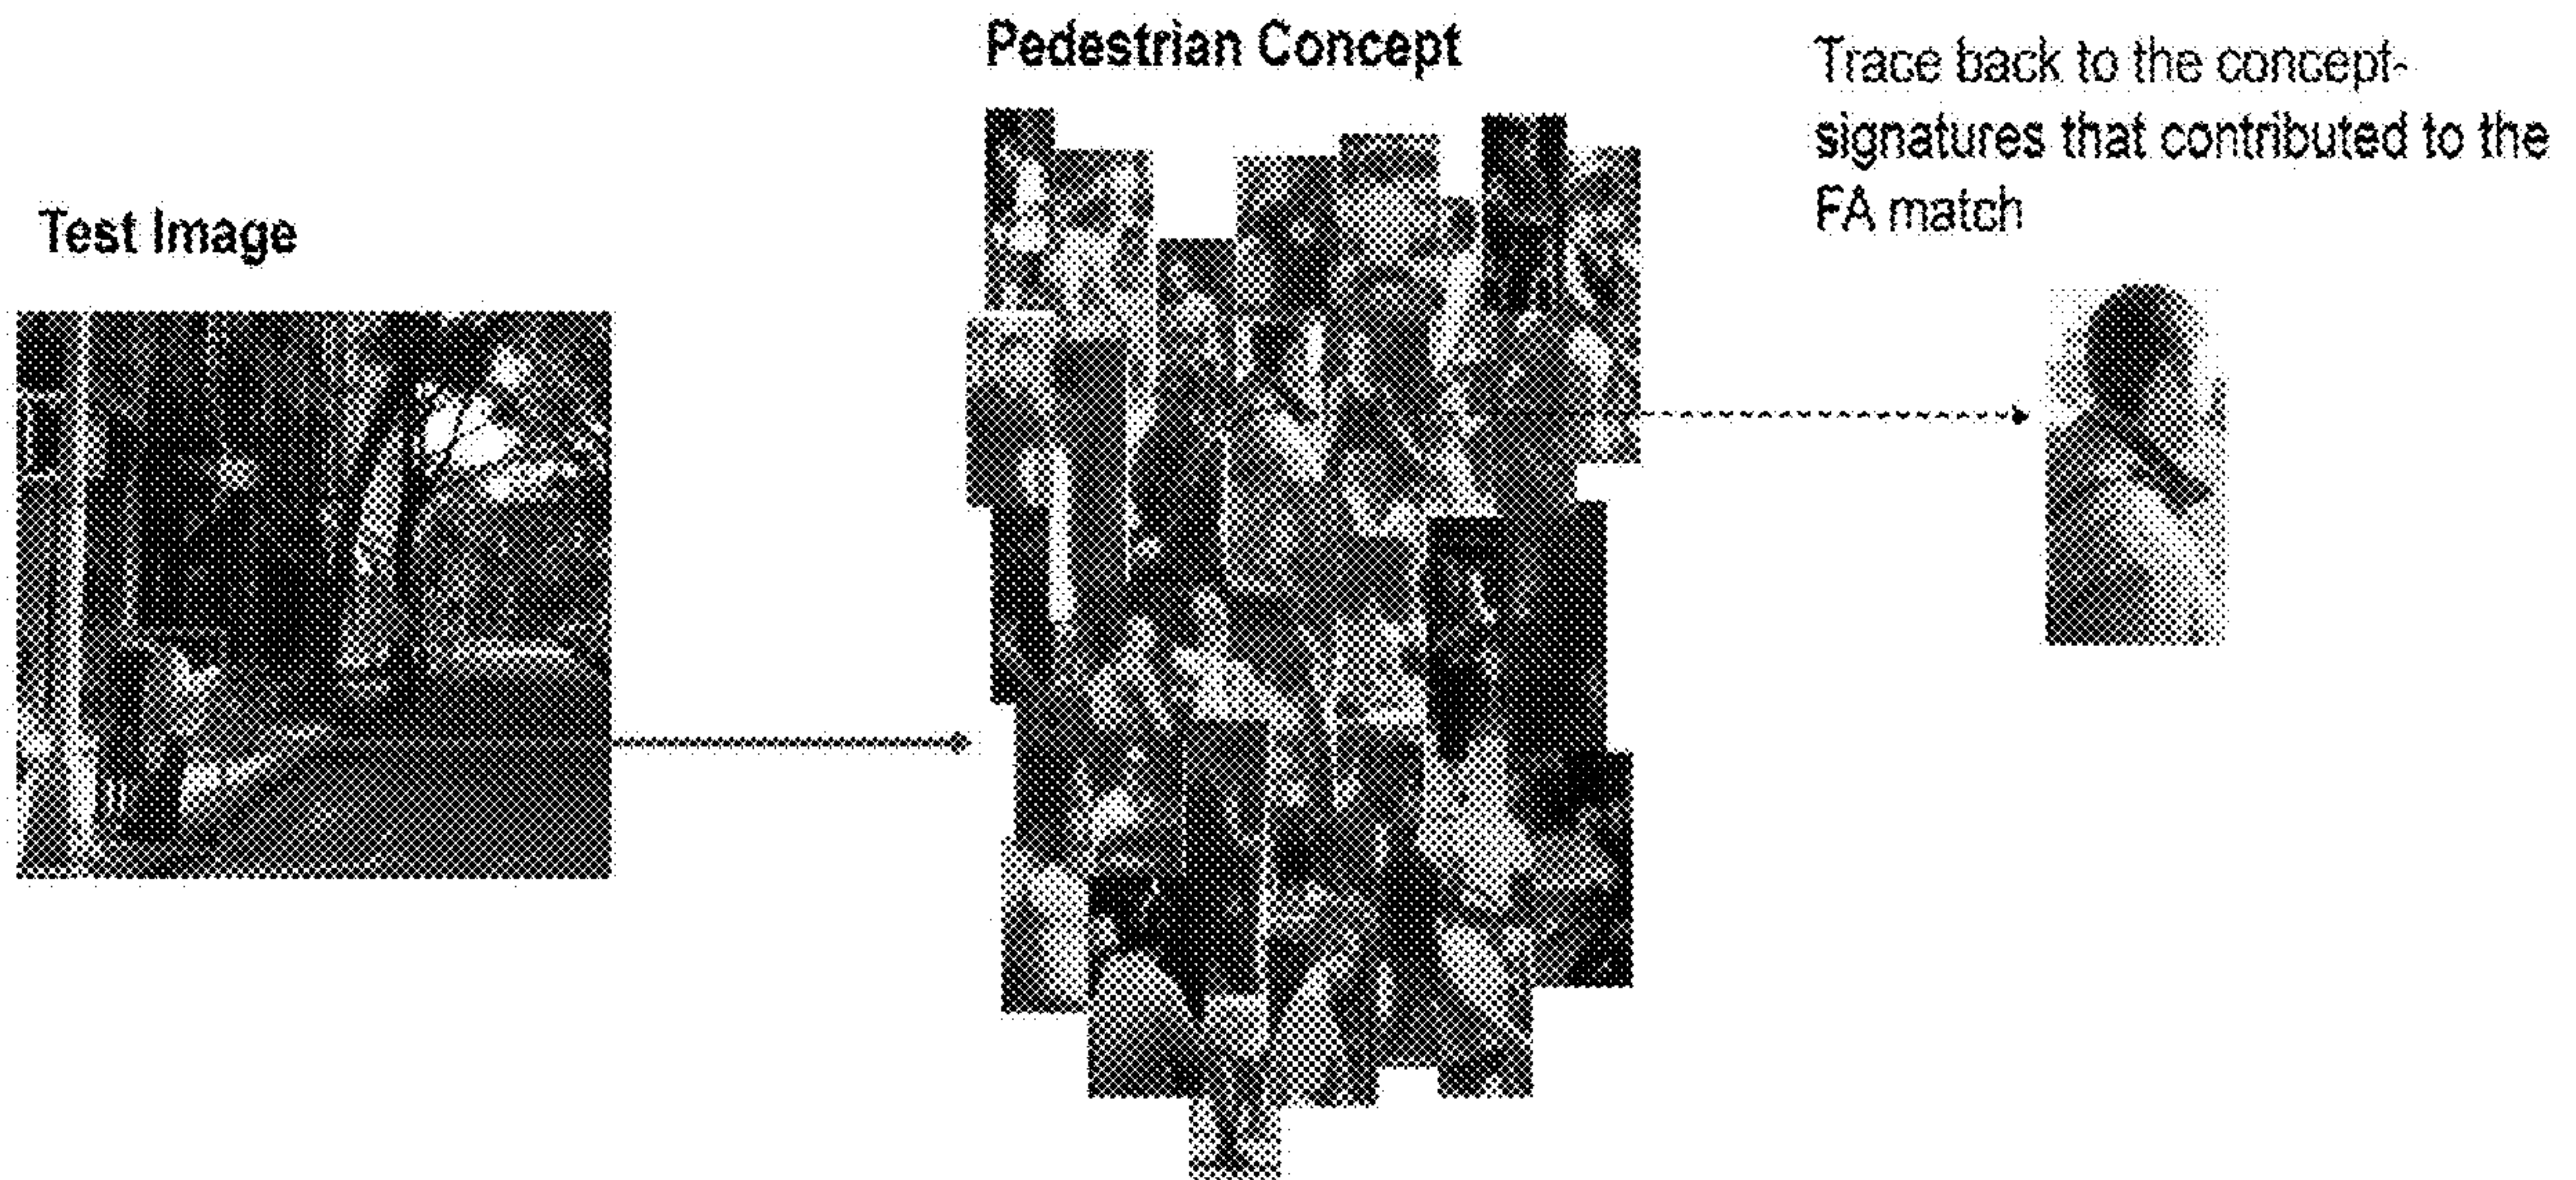 Pedestrian Concept
Trace back to the concept-
signatures that contributed to the
FA match
Test Image